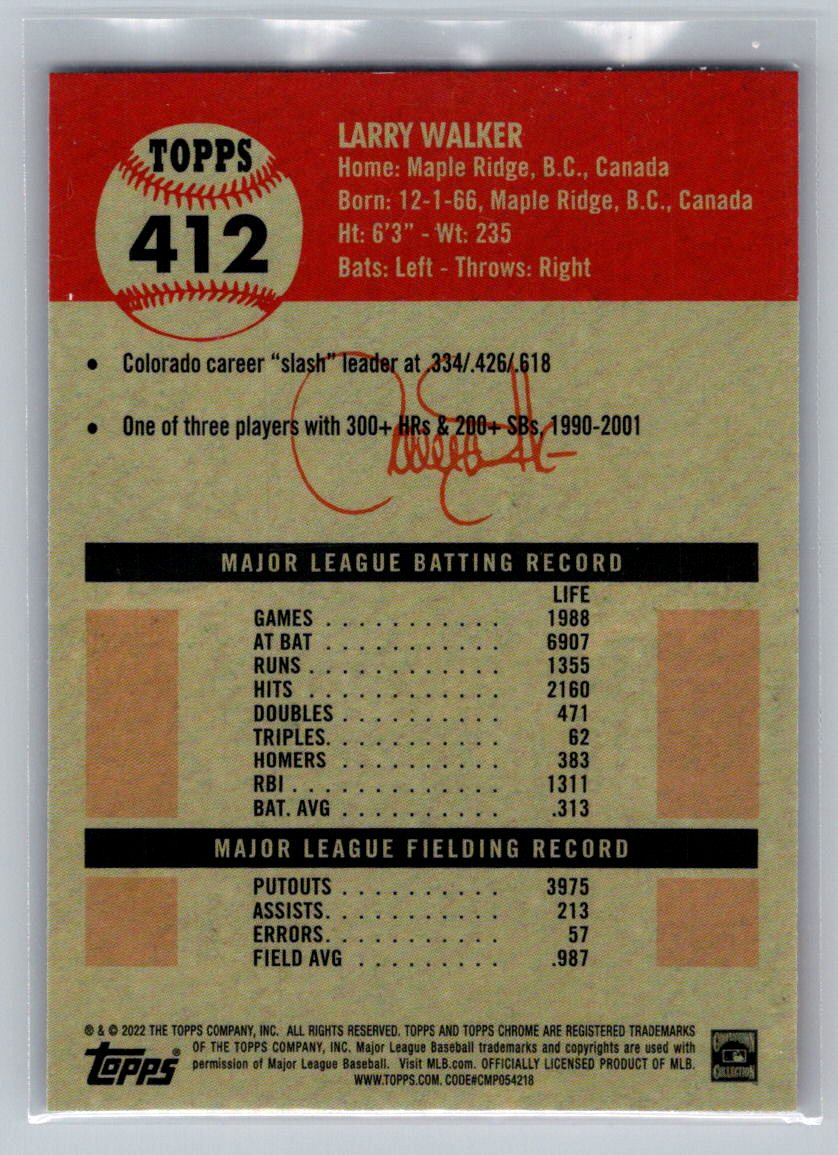 TOPPS
412
LARRY WALKER
Home: Maple Ridge, B.C., Canada
Born: 12-1-66, Maple Ridge, B.C., Canada
Ht: 6'3" - Wt: 235
Bats: Left - Throws: Right
• Colorado career “slash” leader at .334/.426/.618
• One of three players with 300+ HRs & 200+ SBs, 1990-2001
MAJOR LEAGUE BATTING RECORD
LIFE
GAMES . . . . . . . . . . . 1988
AT BAT . . . . . . . . . . . 6907
RUNS . . . . . . . . . . . . 1355
HITS . . . . . . . . . . . . 2160
DOUBLES . . . . . . . . . . 471
TRIPLES. . . . . . . . . . . 62
HOMERS . . . . . . . . . . 383
RBI . . . . . . . . . . . . . 1311
BAT. AVG . . . . . . . . . . .313
MAJOR LEAGUE FIELDING RECORD
PUTOUTS . . . . . . . . . . 3975
ASSISTS. . . . . . . . . . . 213
ERRORS. . . . . . . . . . . 57
FIELD AVG . . . . . . . . . .987
® & © 2022 THE TOPPS COMPANY, INC. ALL RIGHTS RESERVED. TOPPS AND TOPPS CHROME ARE REGISTERED TRADEMARKS
OF THE TOPPS COMPANY, INC. Major League Baseball trademarks and copyrights are used with
permission of Major League Baseball. Visit MLB.com. OFFICIALLY LICENSED PRODUCT OF MLB.
WWW.TOPPS.COM. CODE#CMP054218
topps®
COOPERSTOWN
COLLECTION